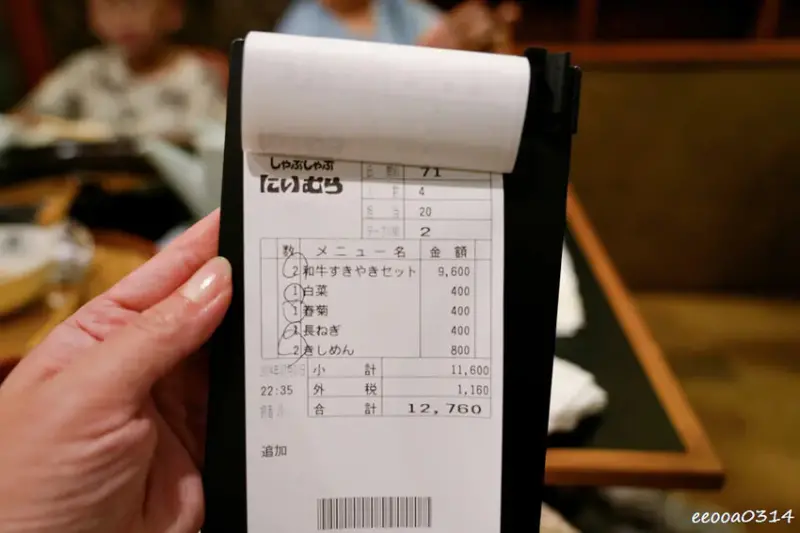 しゃぶしゃぶ
【にい】むら
71
4
20
2
数 メニュー名 金額
2 和牛すきやきセット 9,600
1 白菜 400
1 春菊 400
1 長ねぎ 400
2 きしめん 800
小計 11,600
22:35 外税 1,160
合計 12,760
追加
eeooa0314